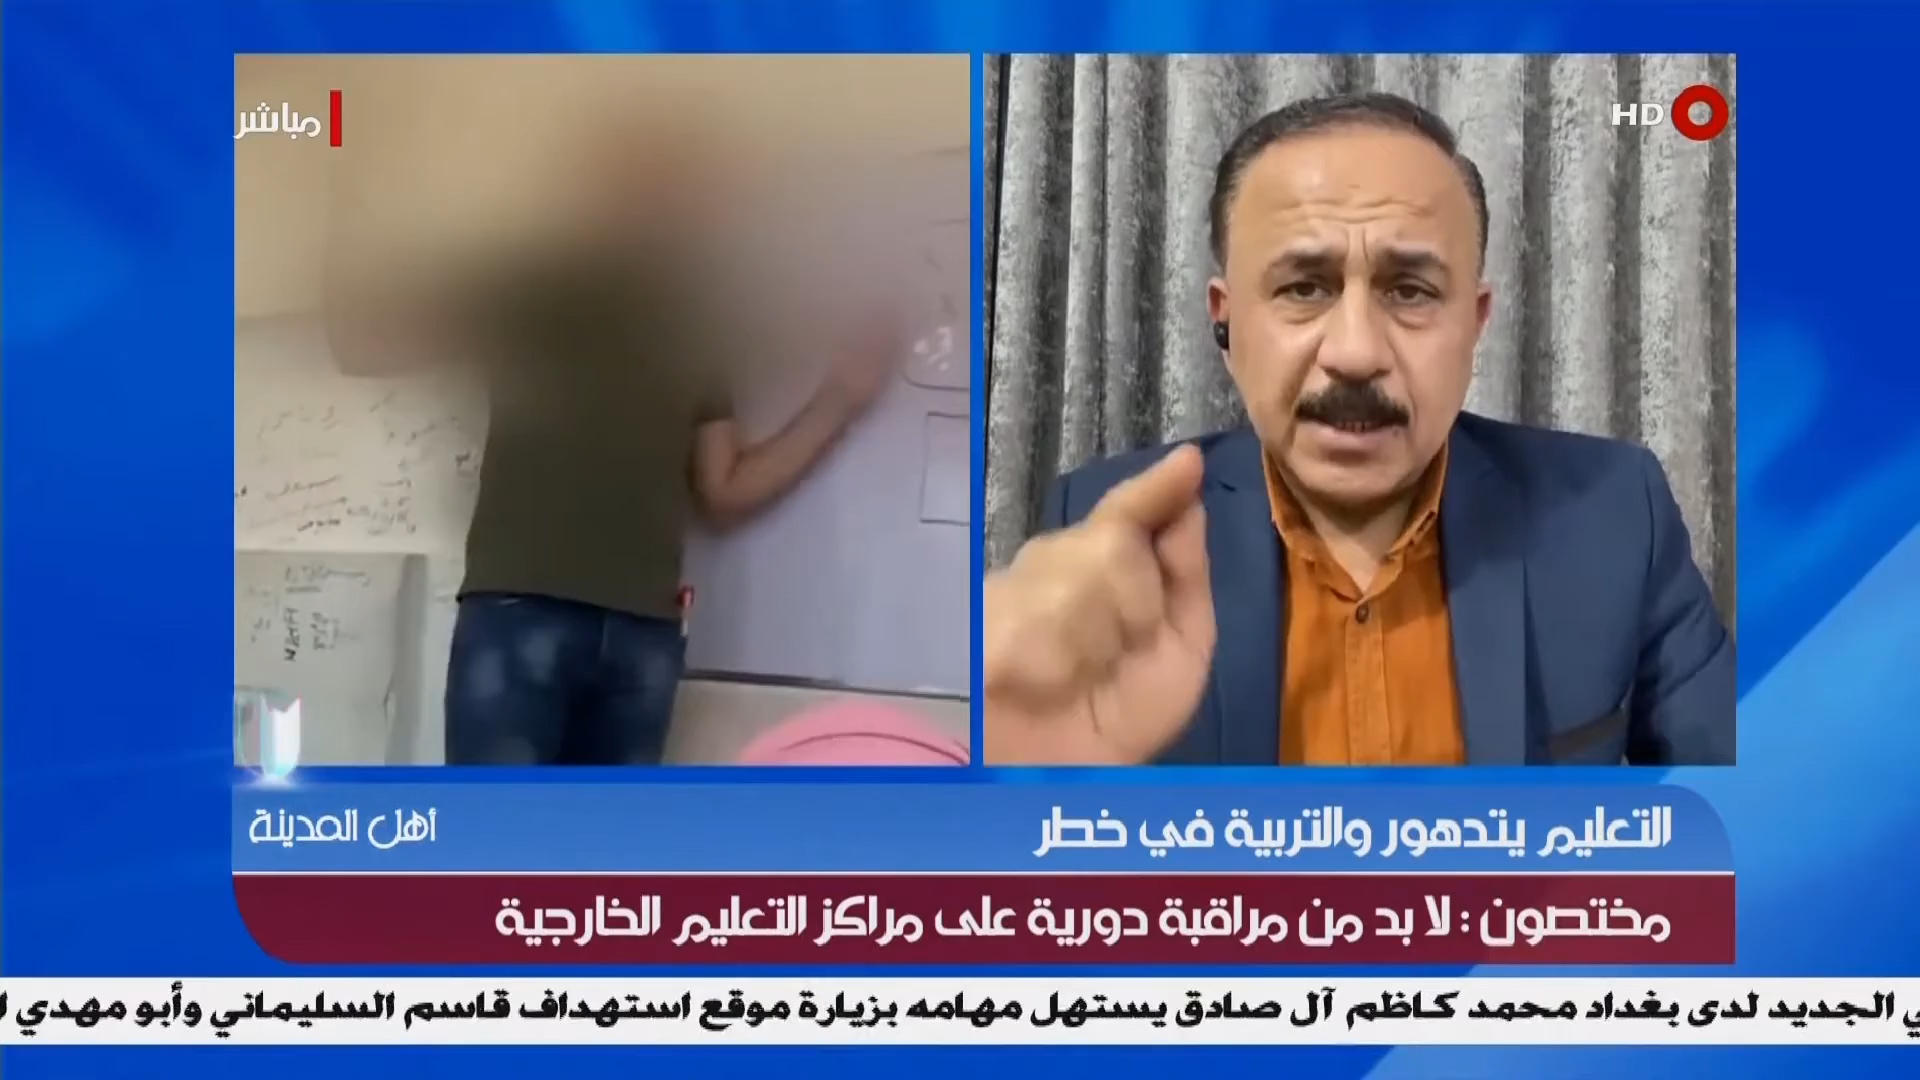 مباشر
HD
التعليم يتدهور والتربية في خطر
أهل المدينة
مختصون : لا بد من مراقبة دورية على مراكز التعليم الخارجية
ي الجديد لدى بغداد محمد كاظم آل صادق يستهل مهامه بزيارة موقع استهداف قاسم السليماني وأبو مهدي ا